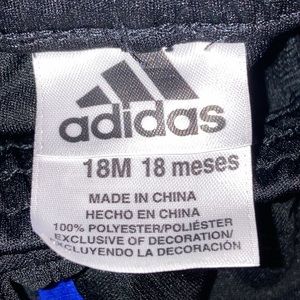 adidas
18M 18 meses
MADE IN CHINA
HECHO EN CHINA
100% POLYESTER/POLIÉSTER
EXCLUSIVE OF DECORATION/
EXCLUYENDO LA DECORACIÓN